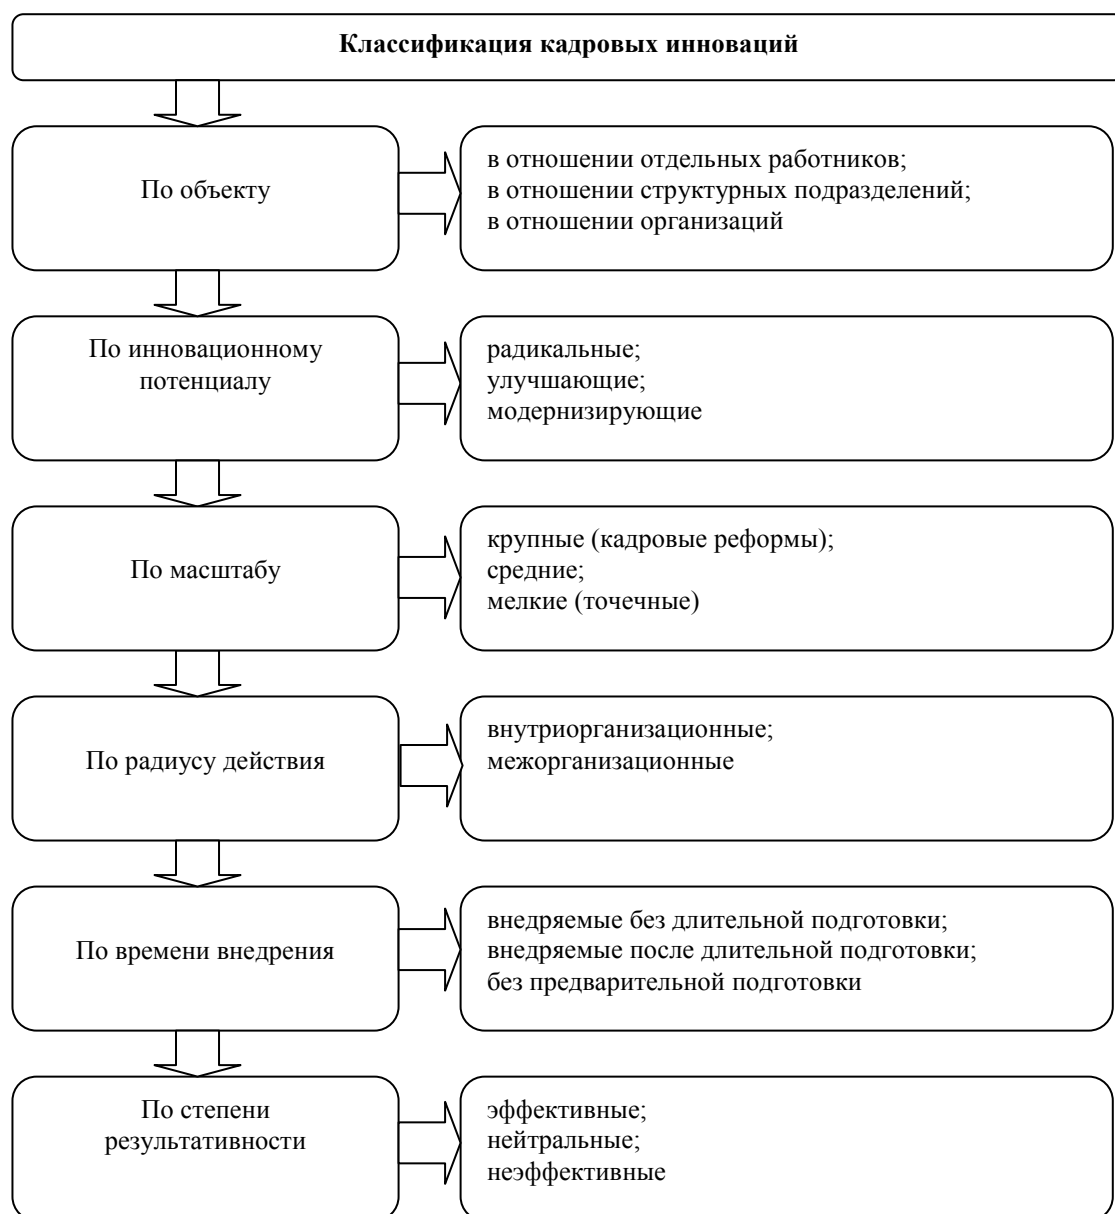 Классификация кадровых инноваций
По объекту
в отношении отдельных работников;
в отношении структурных подразделений;
в отношении организаций
По инновационному
потенциалу
радикальные;
улучшающие;
модернизирующие
По масштабу
крупные (кадровые реформы);
средние;
мелкие (точечные)
По радиусу действия
внутриорганизационные;
межорганизационные
По времени внедрения
внедряемые без длительной подготовки;
внедряемые после длительной подготовки;
без предварительной подготовки
По степени
результативности
эффективные;
нейтральные;
неэффективные